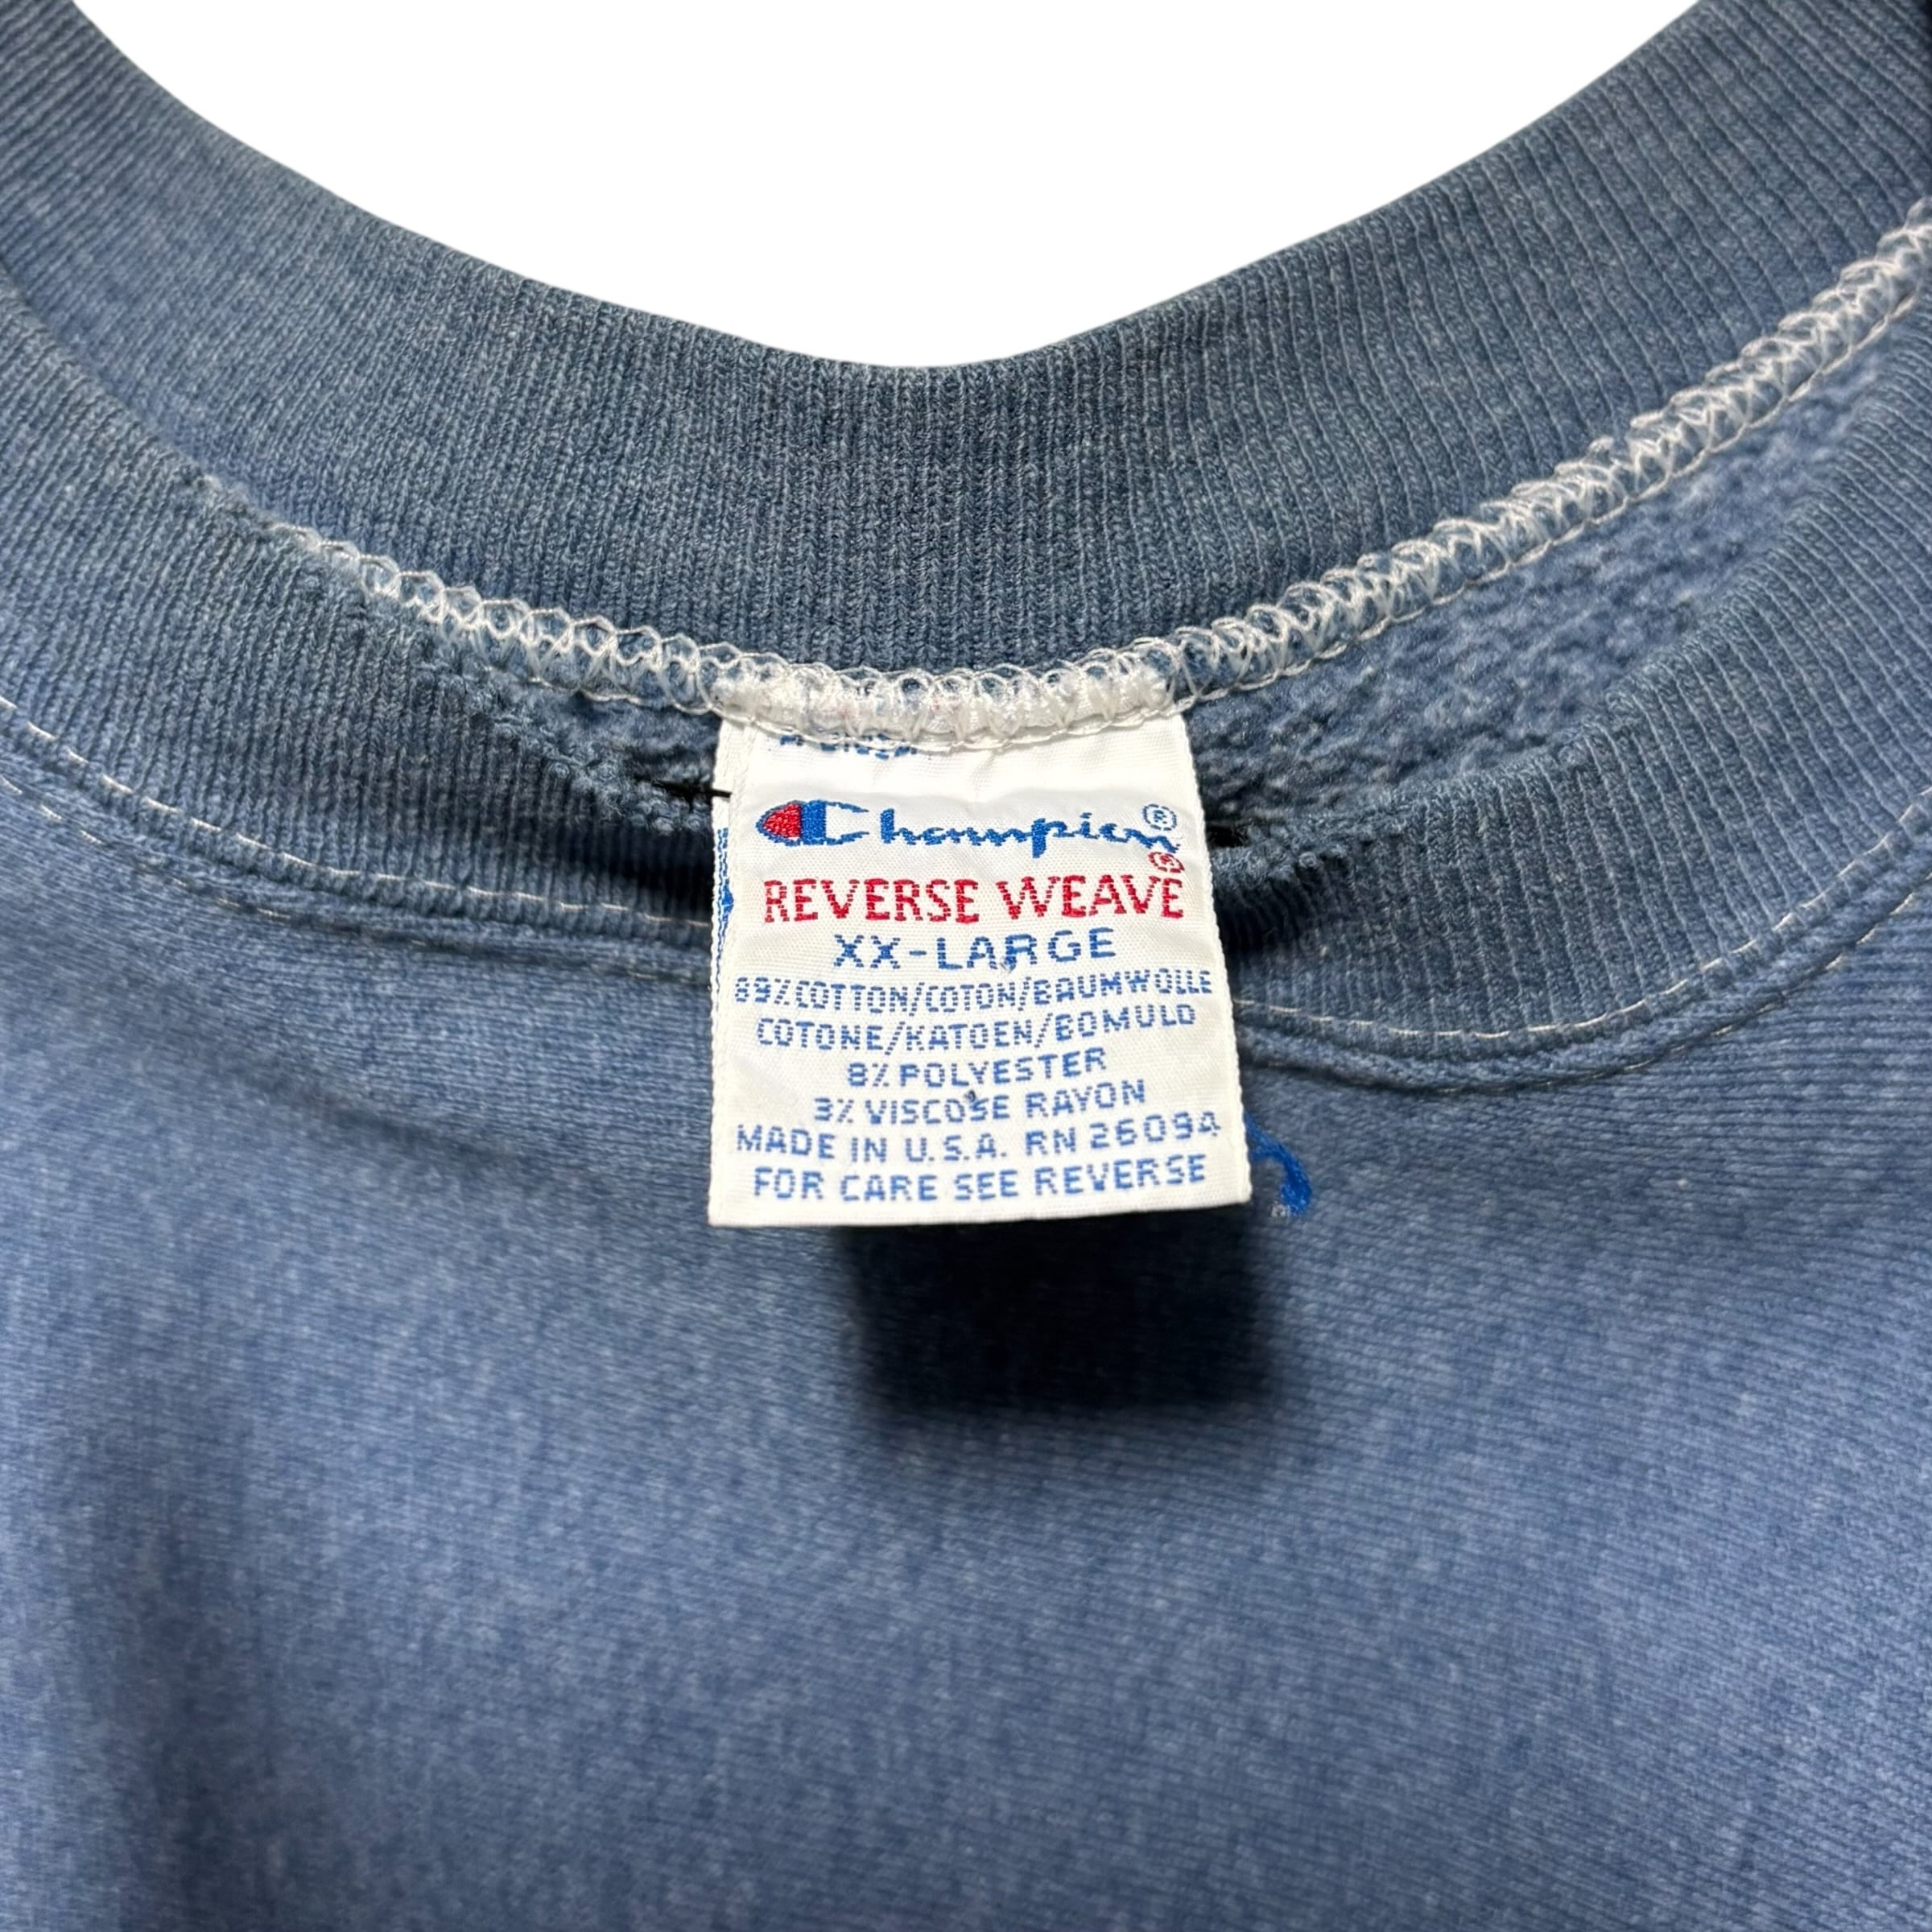 Champion®
REVERSE WEAVE®
XX-LARGE
89% COTTON/COTON/BAUMWOLLE
COTONE/KATOEN/BOMULD
8% POLYESTER
3% VISCOSE RAYON
MADE IN U.S.A. RN 26094
FOR CARE SEE REVERSE